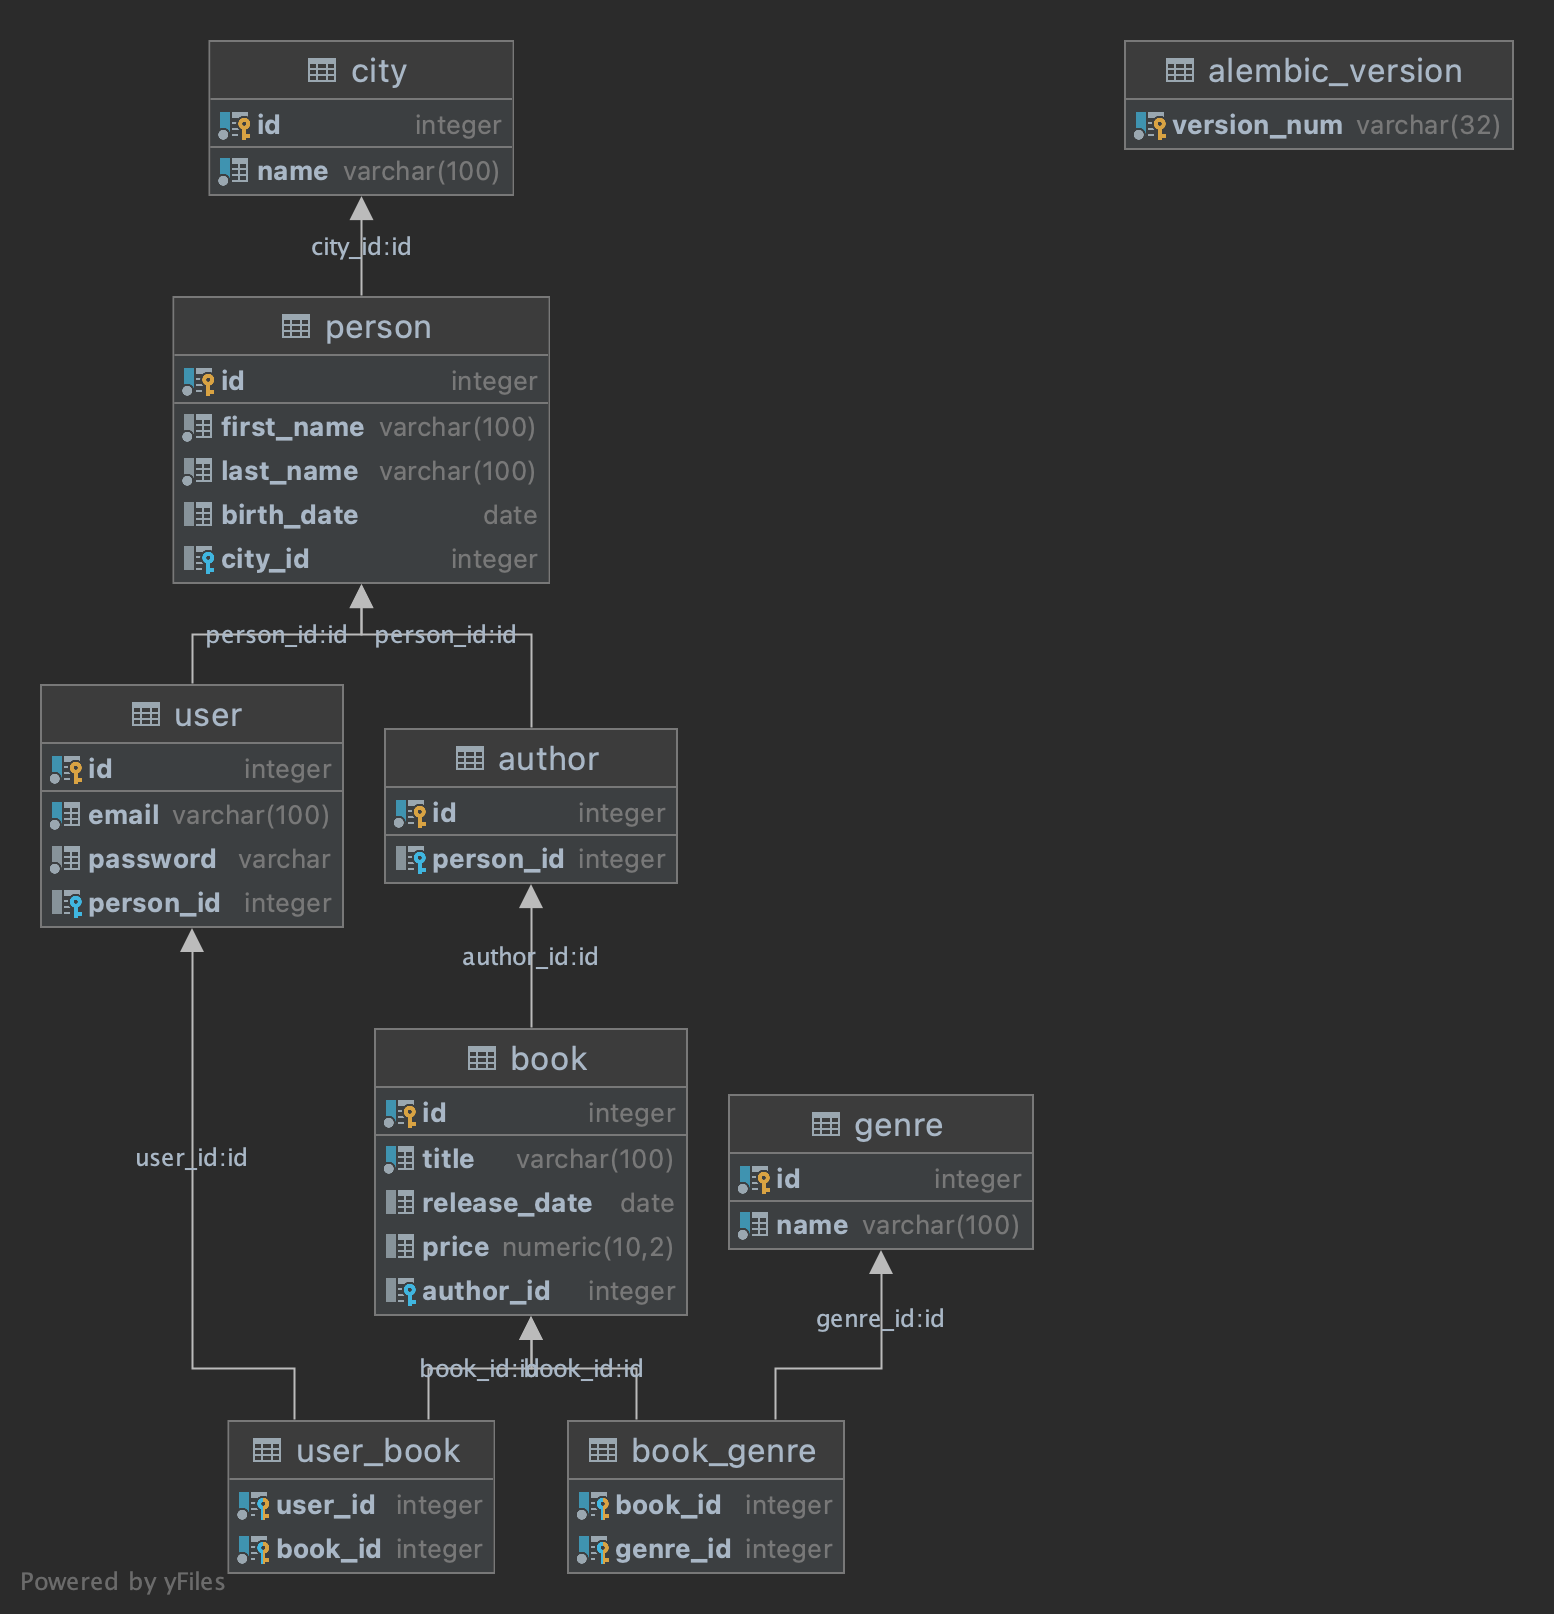 city
id integer
name varchar(100)
alembic_version
version_num varchar(32)
city_id:id
person
id integer
first_name varchar(100)
last_name varchar(100)
birth_date date
city_id integer
person_id:id
person_id:id
user
id integer
email varchar(100)
password varchar
person_id integer
author
id integer
person_id integer
author_id:id
book
id integer
title varchar(100)
release_date date
price numeric(10,2)
author_id integer
genre
id integer
name varchar(100)
user_id:id
genre_id:id
book_id:id
book_id:id
user_book
user_id integer
book_id integer
book_genre
book_id integer
genre_id integer
Powered by yFiles